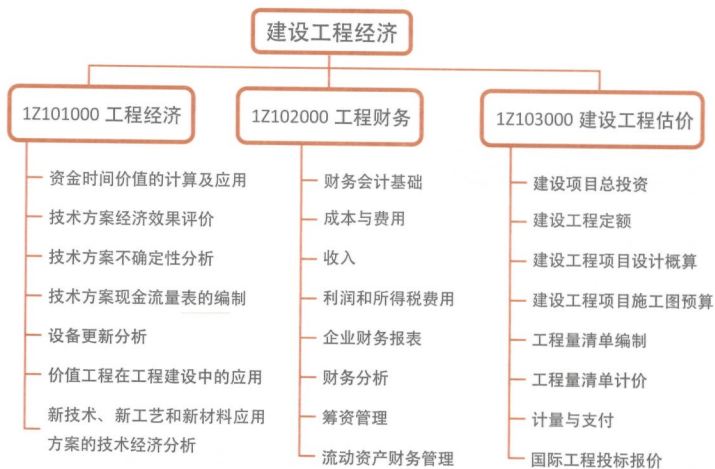 建设工程经济
1Z101000 工程经济
资金时间价值的计算及应用
技术方案经济效果评价
技术方案不确定性分析
技术方案现金流量表的编制
设备更新分析
价值工程在工程建设中的应用
新技术、新工艺和新材料应用
方案的技术经济分析
1Z102000 工程财务
财务会计基础
成本与费用
收入
利润和所得税费用
企业财务报表
财务分析
筹资管理
流动资产财务管理
1Z103000 建设工程估价
建设项目总投资
建设工程定额
建设工程项目设计概算
建设工程项目施工图预算
工程量清单编制
工程量清单计价
计量与支付
国际工程投标报价